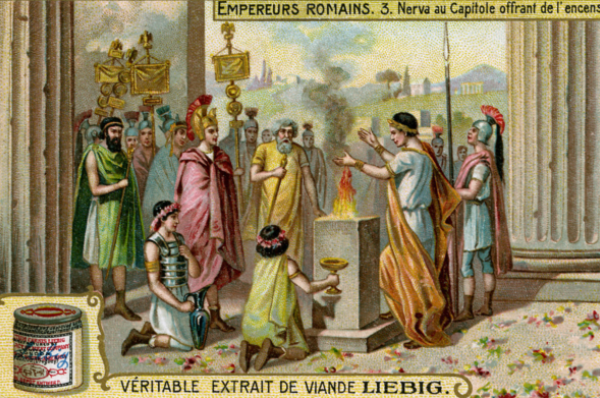 EMPEREURS ROMAINS. 3. Nerva au Capitole offrant de l'encens
VÉRITABLE EXTRAIT DE VIANDE LIEBIG.